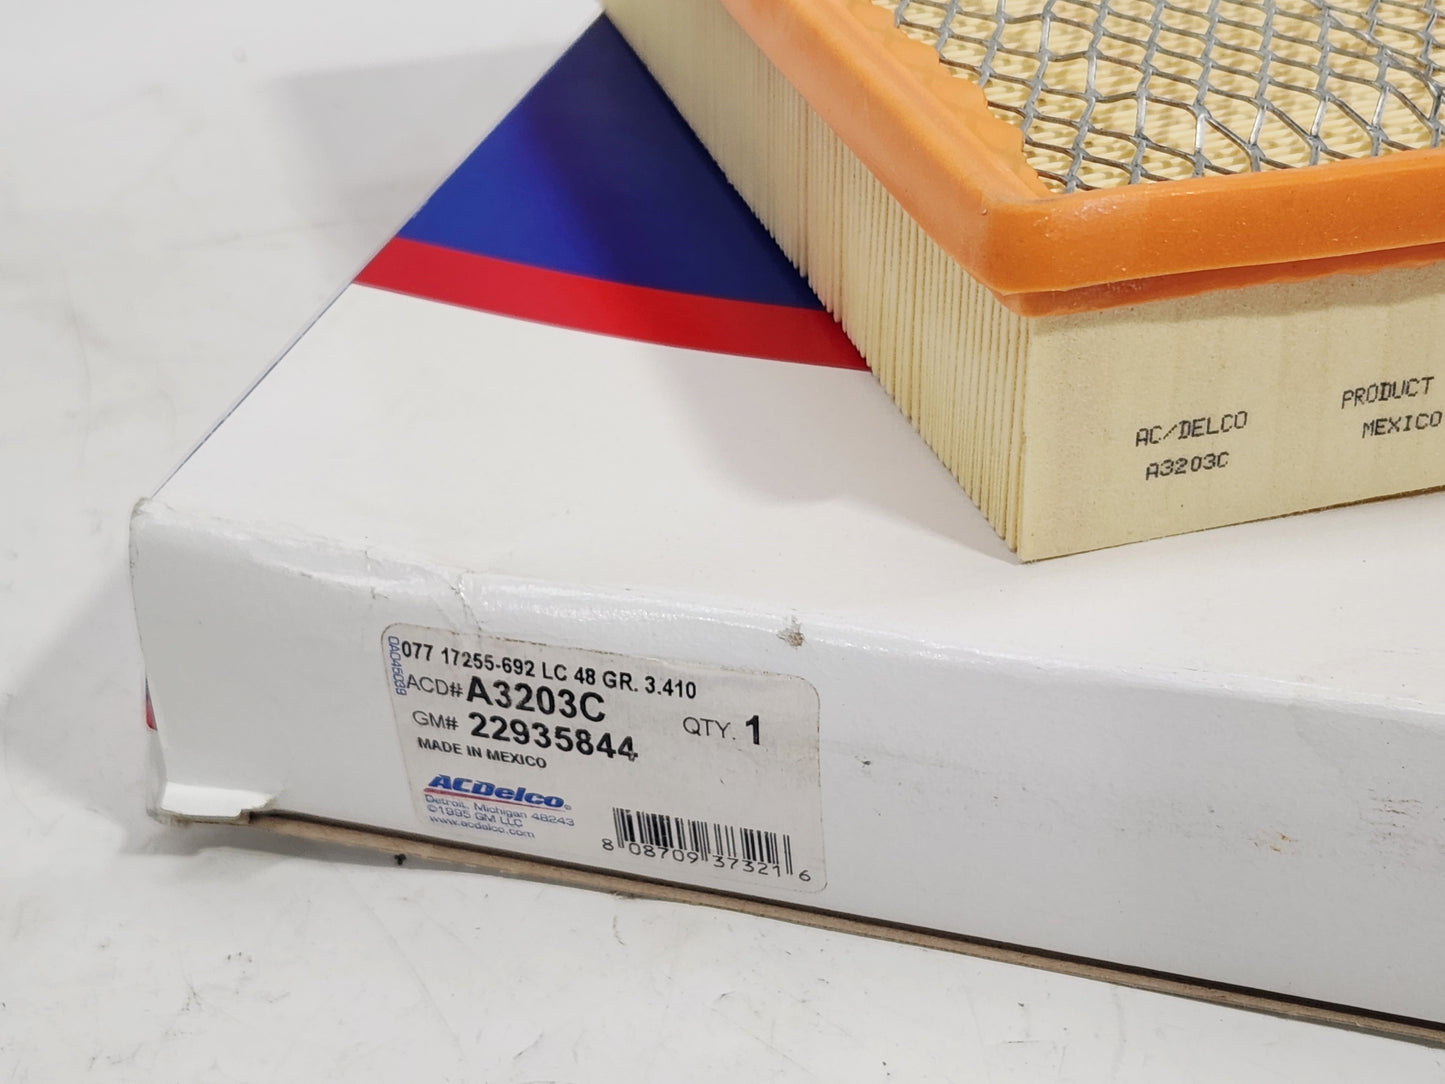 AC/DELCO
A3203C
PRODUCT
MEXICO
0A045039
077 17255-692 LC 48 GR. 3.410
ACD# A3203C
QTY. 1
GM# 22935844
MADE IN MEXICO
ACDelco®
Detroit, Michigan 48243
©1995 GM LLC
www.acdelco.com
8 08709 37321 6